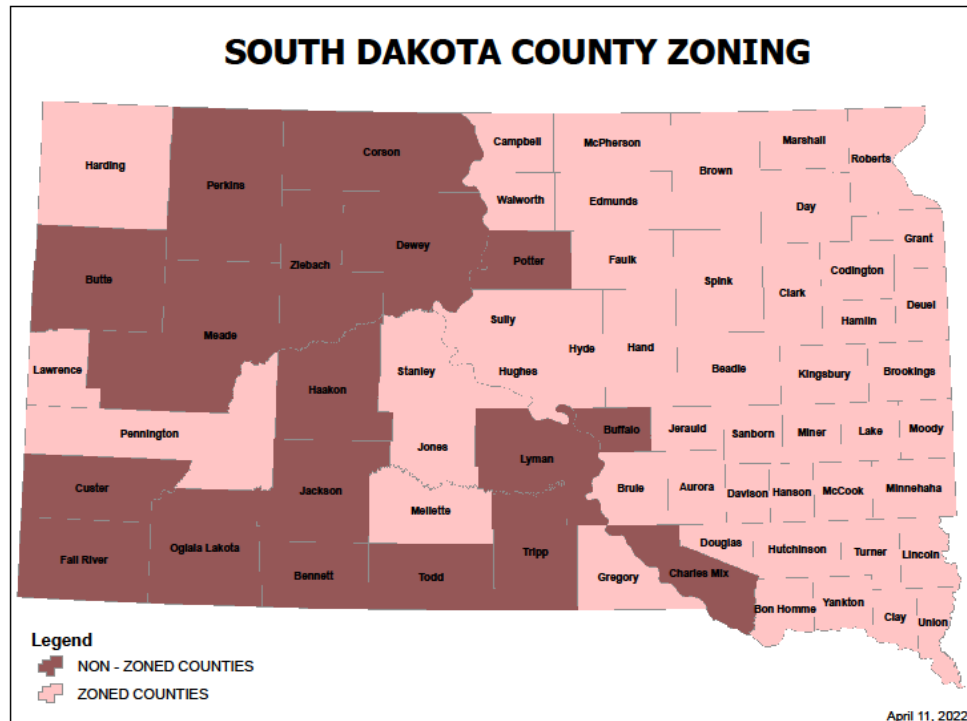 SOUTH DAKOTA COUNTY ZONING
Harding
Perkins
Corson
Campbell
McPherson
Brown
Marshall
Roberts
Walworth
Edmunds
Day
Butte
Ziebach
Dewey
Potter
Faulk
Spink
Clark
Codington
Grant
Deuel
Hamlin
Meade
Sully
Hyde
Hand
Beadle
Kingsbury
Brookings
Lawrence
Haakon
Stanley
Hughes
Pennington
Jones
Lyman
Buffalo
Jerauld
Sanborn
Miner
Lake
Moody
Custer
Jackson
Mellette
Brule
Aurora
Davison
Hanson
McCook
Minnehaha
Fall River
Oglala Lakota
Bennett
Todd
Tripp
Gregory
Charles Mix
Douglas
Hutchinson
Turner
Lincoln
Bon Homme
Yankton
Clay
Union
Legend
NON - ZONED COUNTIES
ZONED COUNTIES
April 11, 2022